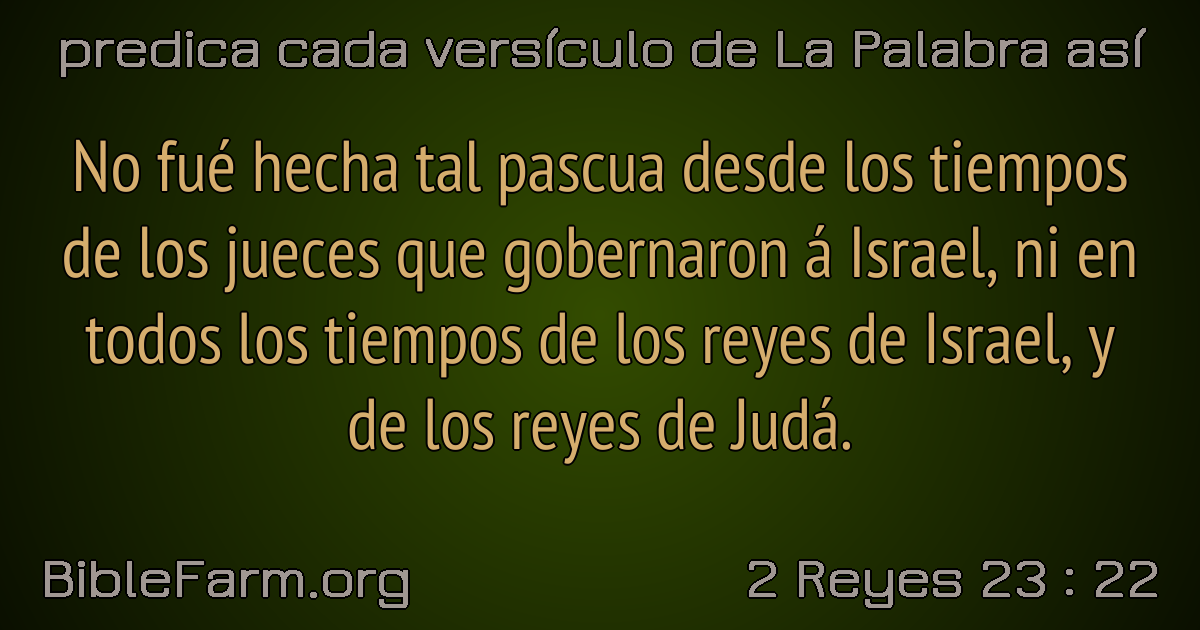 predica cada versículo de La Palabra así
No fué hecha tal pascua desde los tiempos
de los jueces que gobernaron á Israel, ni en
todos los tiempos de los reyes de Israel, y
de los reyes de Judá.
BibleFarm.org
2 Reyes 23 : 22